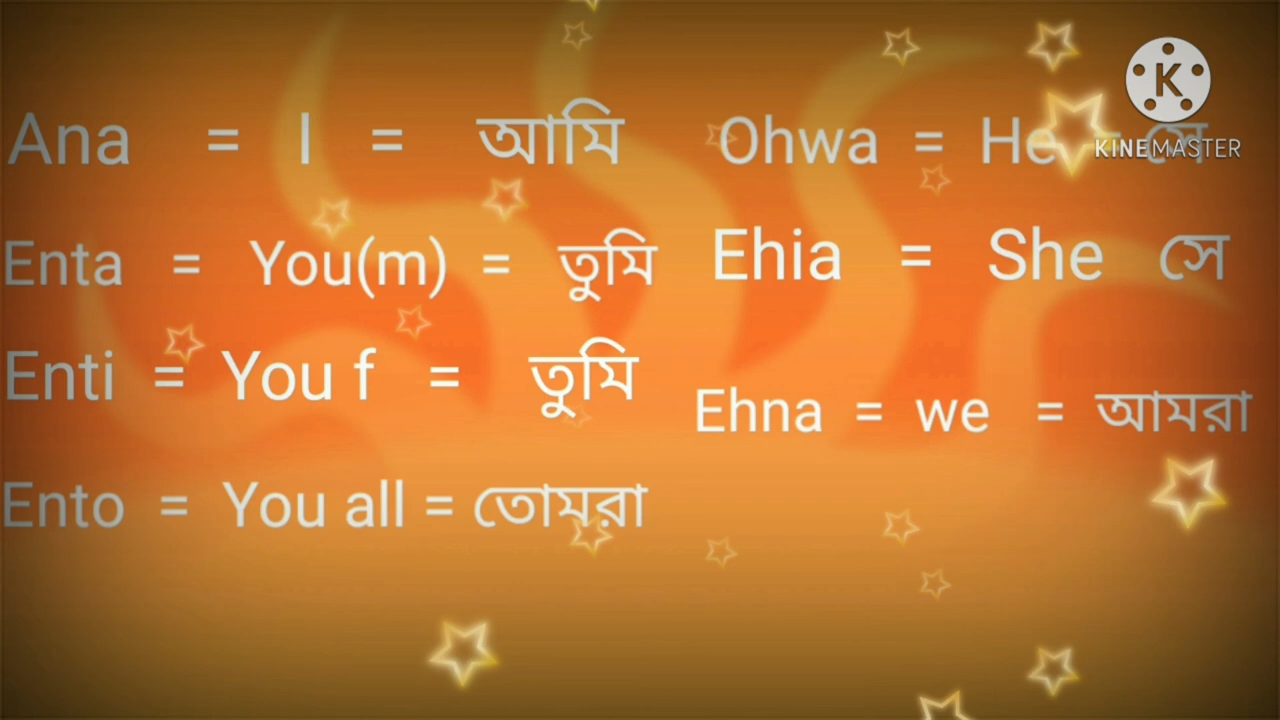 Ana = I = আমি
Enta = You(m) = তুমি
Enti = You f = তুমি
Ento = You all = তোমরা
Ohwa = He = সে
Ehia = She সে
Ehna = we = আমরা
K
KINEMASTER